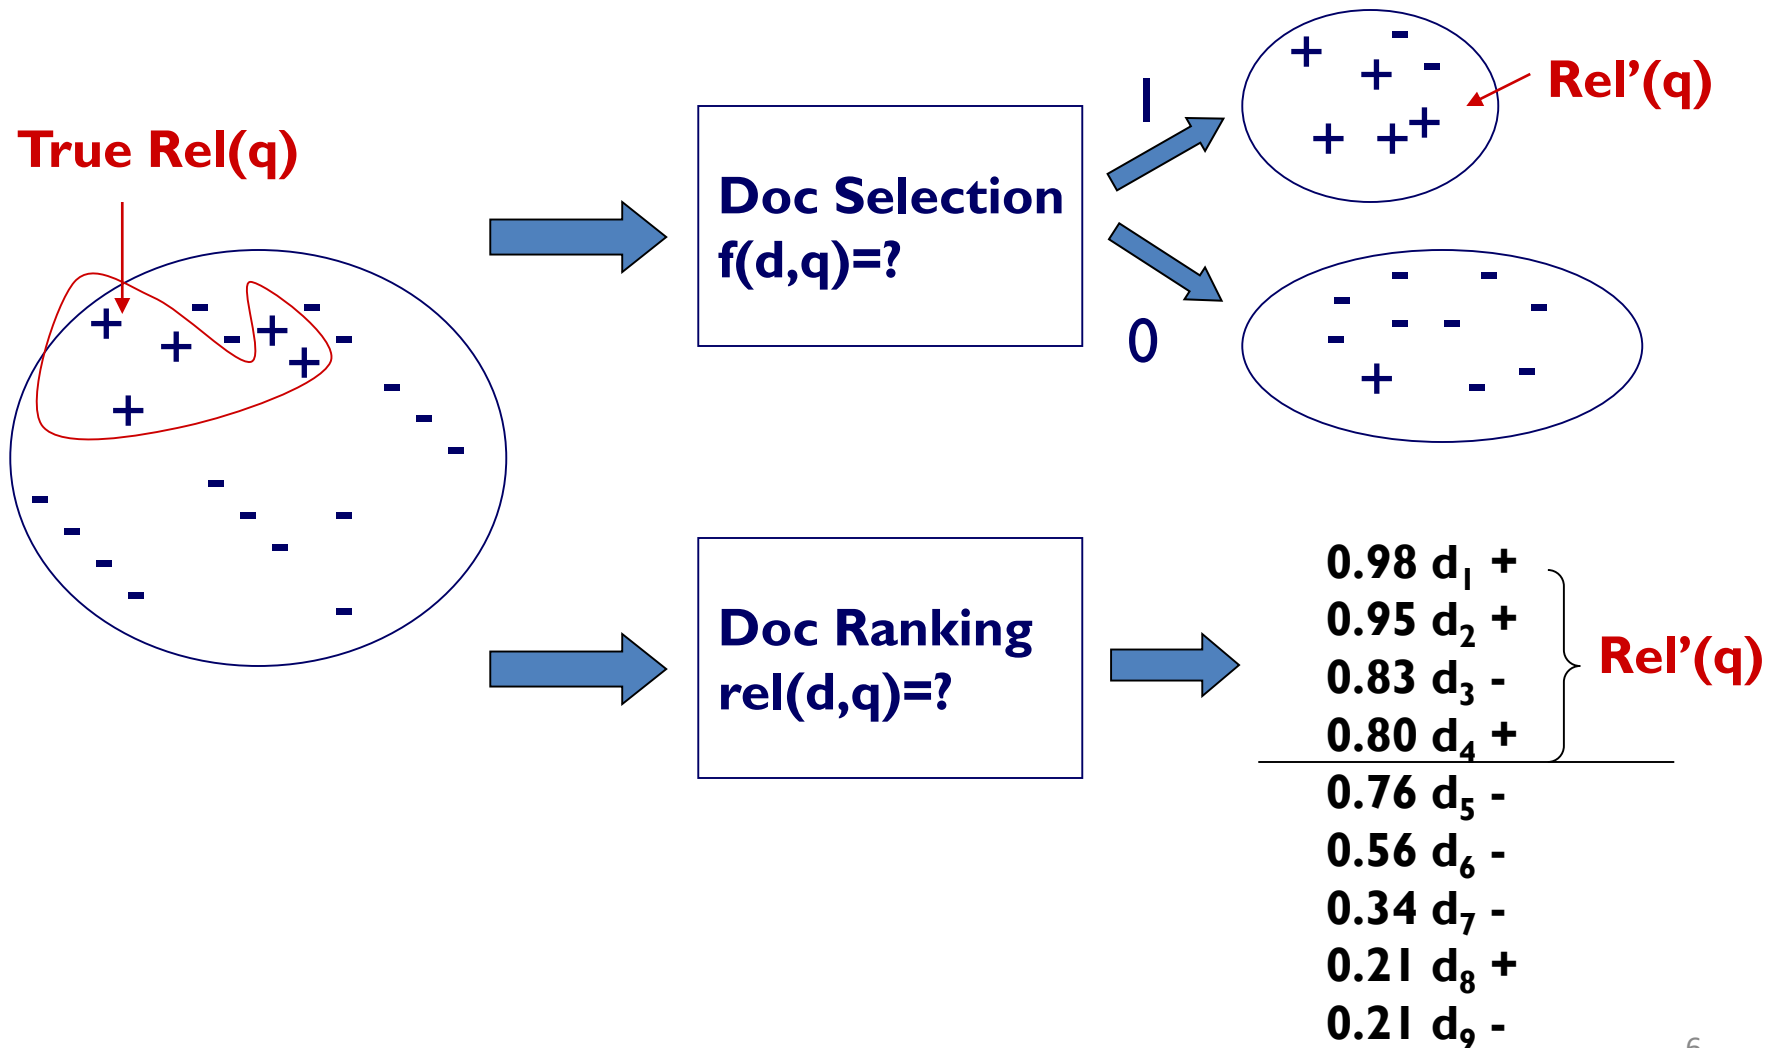 True Rel(q)
Doc Selection
f(d,q)=?
1
0
Rel’(q)
Doc Ranking
rel(d,q)=?
0.98 d1 +
0.95 d2 +
0.83 d3 -
0.80 d4 +
0.76 d5 -
0.56 d6 -
0.34 d7 -
0.21 d8 +
0.21 d9 -
Rel’(q)
6